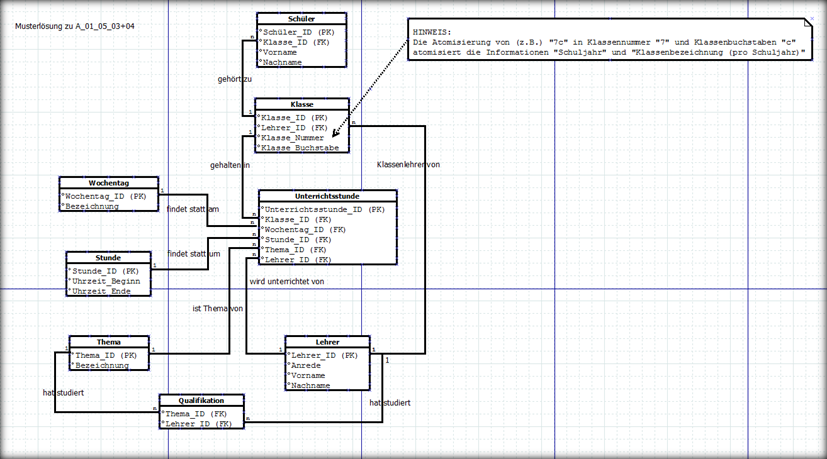 Musterlösung zu A_01_05_03+04
Schüler
Schüler_ID (PK)
Klasse_ID (FK)
Vorname
Nachname
HINWEIS:
Die Atomisierung von (z.B.) "7c" in Klassennummer "7" und Klassenbuchstaben "c"
atomisiert die Informationen "Schuljahr" und "Klassenbezeichnung (pro Schuljahr)"
n
gehört zu
1
Klasse
Klasse_ID (PK)
Lehrer_ID (FK)
Klasse_Nummer
Klasse_Buchstabe
n
1
gehalten in
Klassenlehrer von
Wochentag
Wochentag_ID (PK)
Bezeichnung
1
findet statt am
Unterrichtsstunde
Unterrichtsstunde_ID (PK)
Klasse_ID (FK)
Wochentag_ID (FK)
Stunde_ID (FK)
Thema_ID (FK)
Lehrer_ID (FK)
n
n
n
n
n
Stunde
Stunde_ID (PK)
Uhrzeit_Beginn
Uhrzeit_Ende
1
findet statt um
wird unterrichtet von
ist Thema von
Thema
Thema_ID (PK)
Bezeichnung
1
1
Lehrer
Lehrer_ID (PK)
Anrede
Vorname
Nachname
1
1
1
hat studiert
hat studiert
Qualifikation
Thema_ID (FK)
Lehrer_ID (FK)
n
n